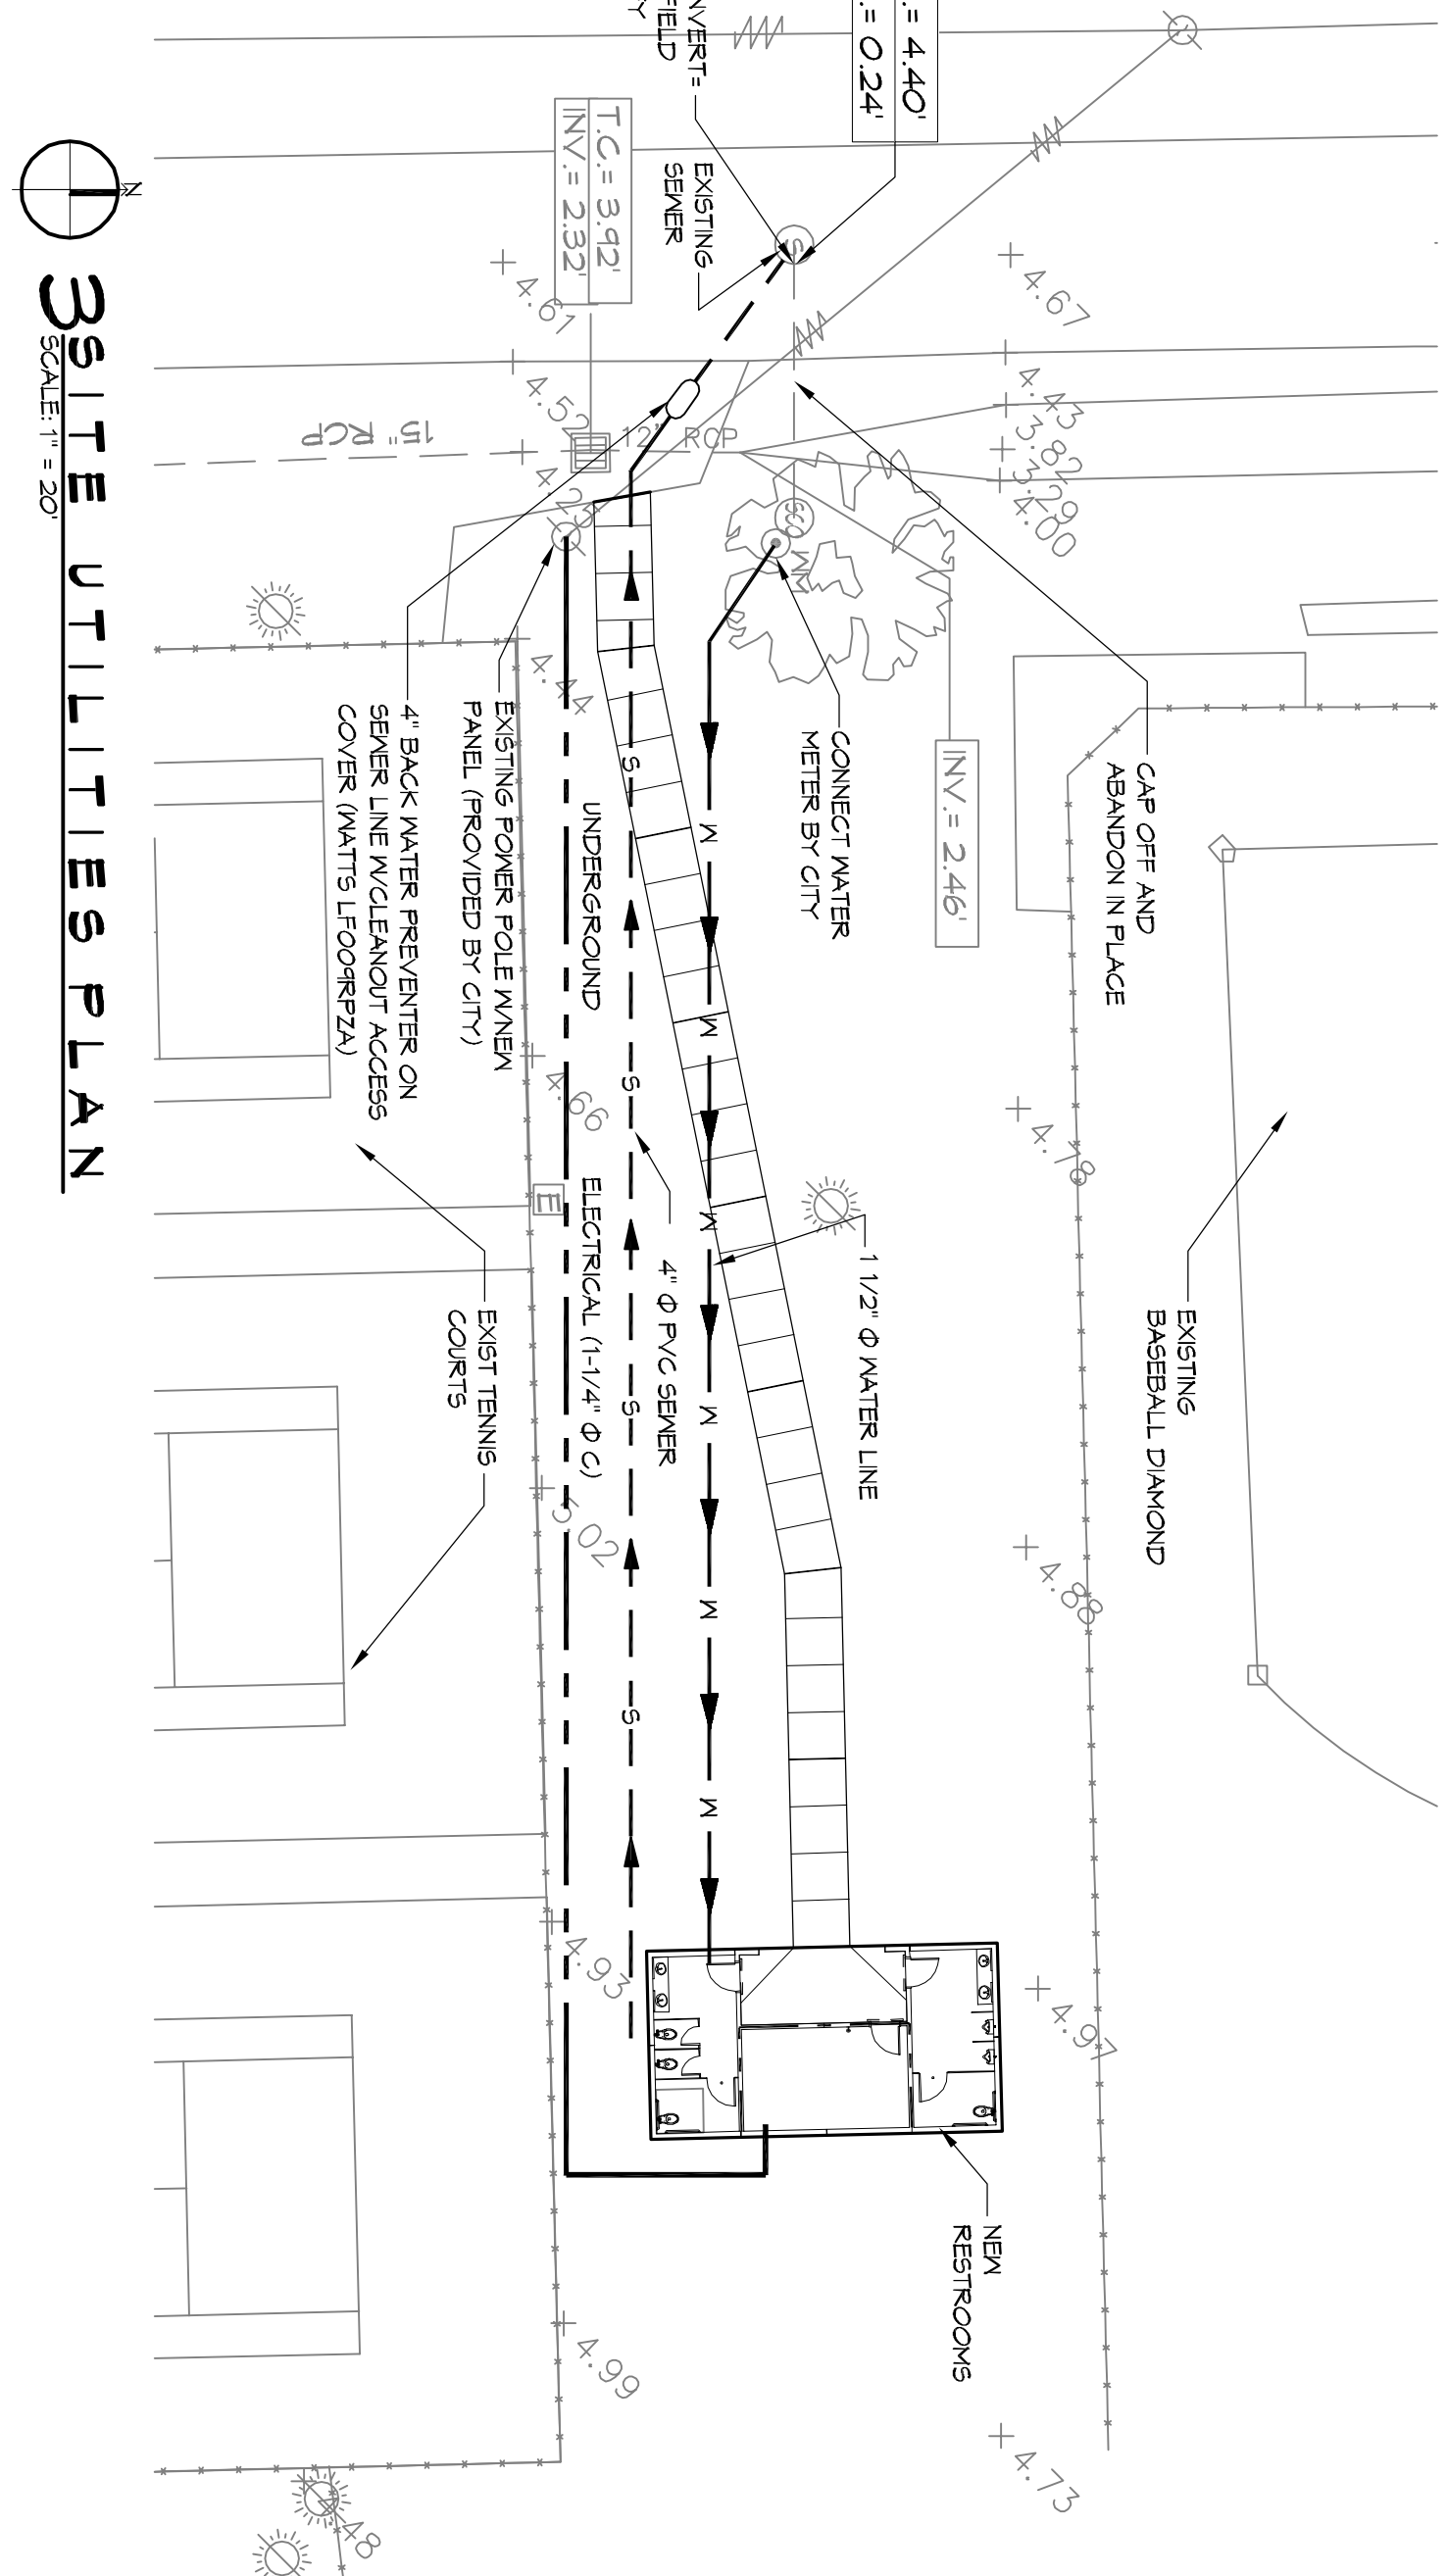 .= 4.40'
.= 0.24'
NVERT=
FIELD
Y
EXISTING
SEWER
T.C.= 3.92'
INV.= 2.32'
S
4.67
4.61
4.43
3.82
3.29
4.00
4.52
4.23
4.44
12" RCP
15" RCP
SCO
WM
INV.= 2.46'
CAP OFF AND
ABANDON IN PLACE
CONNECT WATER
METER BY CITY
UNDERGROUND
ELECTRICAL (1-1/4" Φ C)
EXISTING POWER POLE W/NEW
PANEL (PROVIDED BY CITY)
4" BACK WATER PREVENTER ON
SEWER LINE W/CLEANOUT ACCESS
COVER (WATTS LF009RPZA)
S
S
S
S
W
W
W
W
W
W
E
4" Φ PVC SEWER
1 1/2" Φ WATER LINE
EXISTING
BASEBALL DIAMOND
EXIST TENNIS
COURTS
4.66
4.78
5.02
4.88
4.93
4.97
4.99
4.73
NEW
RESTROOMS
N
3
SITE UTILITIES PLAN
SCALE: 1" = 20'